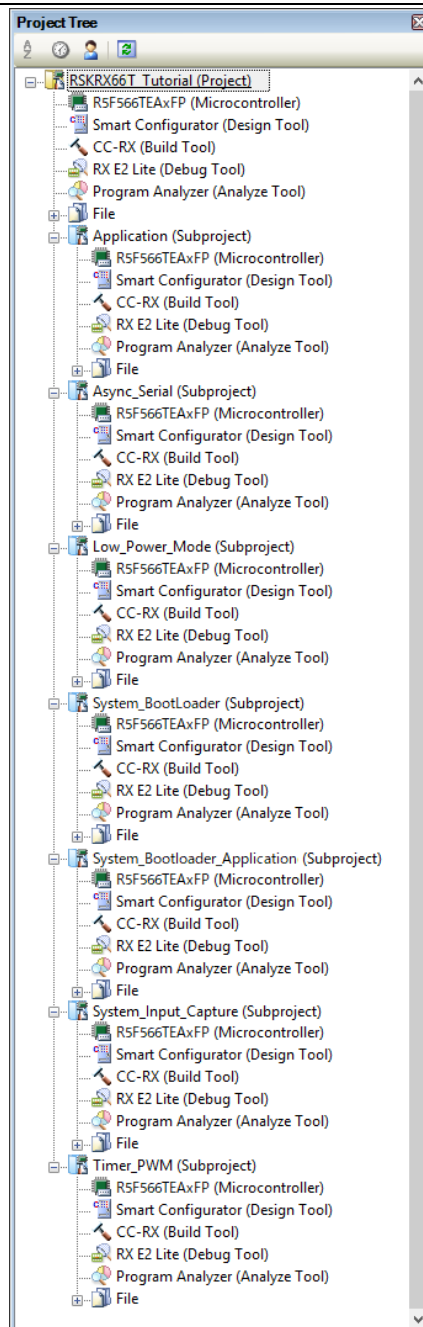 Project Tree
RSKRX66T_Tutorial (Project)
R5F566TEAxFP (Microcontroller)
Smart Configurator (Design Tool)
CC-RX (Build Tool)
RX E2 Lite (Debug Tool)
Program Analyzer (Analyze Tool)
File
Application (Subproject)
R5F566TEAxFP (Microcontroller)
Smart Configurator (Design Tool)
CC-RX (Build Tool)
RX E2 Lite (Debug Tool)
Program Analyzer (Analyze Tool)
File
Async_Serial (Subproject)
R5F566TEAxFP (Microcontroller)
Smart Configurator (Design Tool)
CC-RX (Build Tool)
RX E2 Lite (Debug Tool)
Program Analyzer (Analyze Tool)
File
Low_Power_Mode (Subproject)
R5F566TEAxFP (Microcontroller)
Smart Configurator (Design Tool)
CC-RX (Build Tool)
RX E2 Lite (Debug Tool)
Program Analyzer (Analyze Tool)
File
System_BootLoader (Subproject)
R5F566TEAxFP (Microcontroller)
Smart Configurator (Design Tool)
CC-RX (Build Tool)
RX E2 Lite (Debug Tool)
Program Analyzer (Analyze Tool)
File
System_Bootloader_Application (Subproject)
R5F566TEAxFP (Microcontroller)
Smart Configurator (Design Tool)
CC-RX (Build Tool)
RX E2 Lite (Debug Tool)
Program Analyzer (Analyze Tool)
File
System_Input_Capture (Subproject)
R5F566TEAxFP (Microcontroller)
Smart Configurator (Design Tool)
CC-RX (Build Tool)
RX E2 Lite (Debug Tool)
Program Analyzer (Analyze Tool)
File
Timer_PWM (Subproject)
R5F566TEAxFP (Microcontroller)
Smart Configurator (Design Tool)
CC-RX (Build Tool)
RX E2 Lite (Debug Tool)
Program Analyzer (Analyze Tool)
File